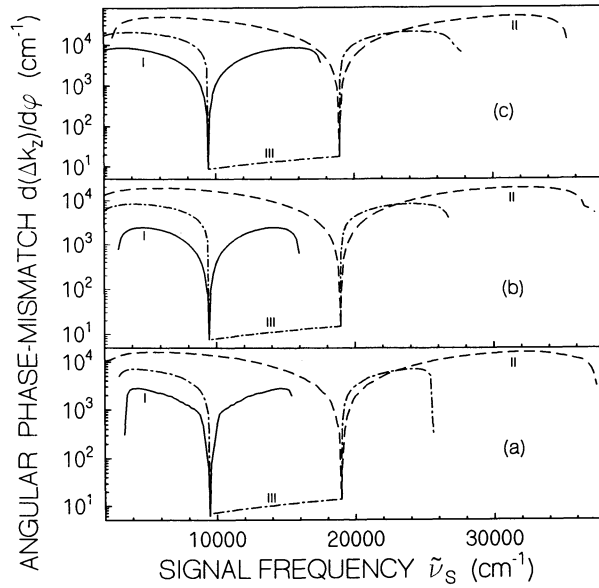 ANGULAR PHASE-MISMATCH d(Δk_z)/dφ (cm⁻¹)
10⁴
10³
10²
10¹
I
II
III
(c)
10⁴
10³
10²
10¹
I
II
III
(b)
10⁴
10³
10²
10¹
I
II
III
(a)
10000 20000 30000
SIGNAL FREQUENCY ν̃_S (cm⁻¹)